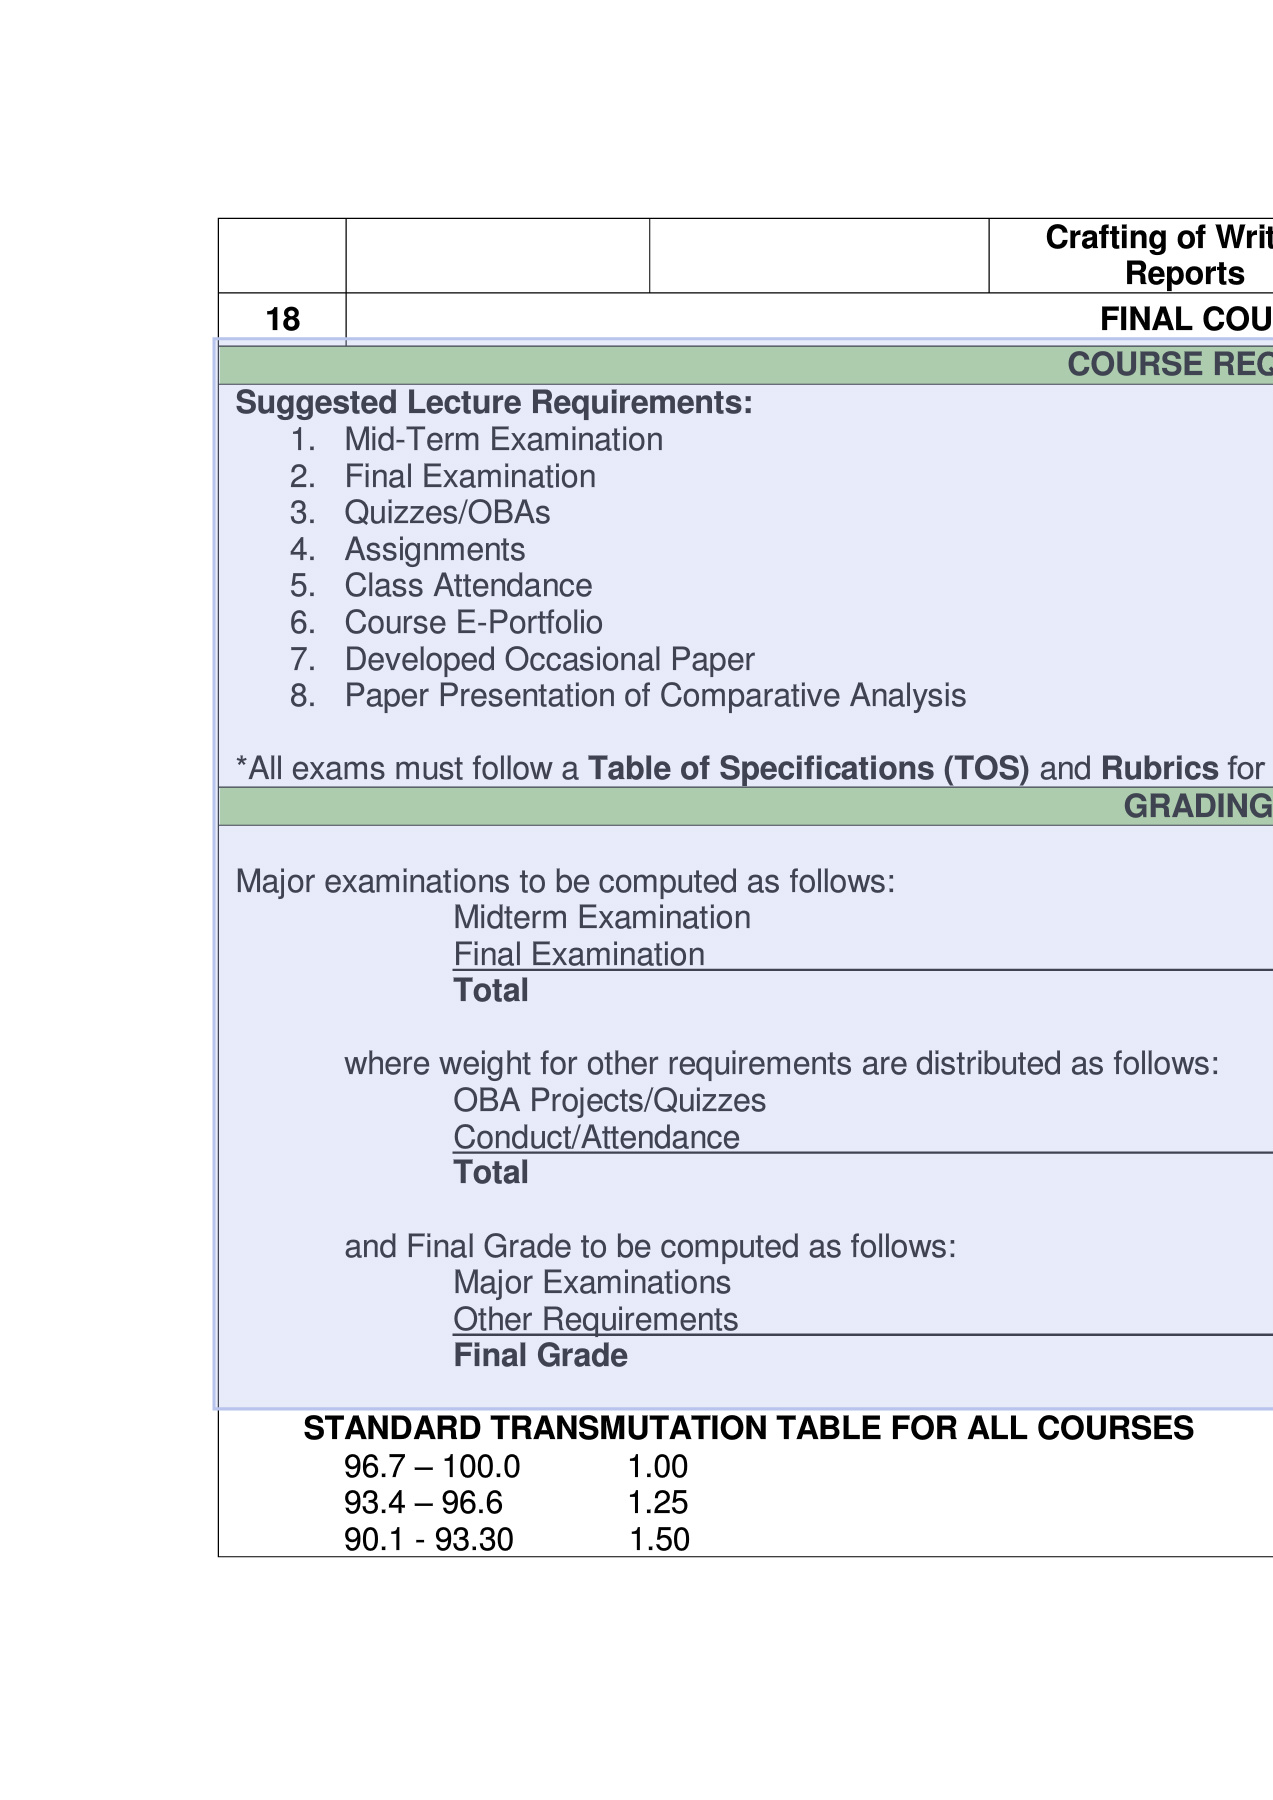 Crafting of Writ
Reports
18
FINAL COU
COURSE REQ
Suggested Lecture Requirements:
1. Mid-Term Examination
2. Final Examination
3. Quizzes/OBAs
4. Assignments
5. Class Attendance
6. Course E-Portfolio
7. Developed Occasional Paper
8. Paper Presentation of Comparative Analysis
*All exams must follow a Table of Specifications (TOS) and Rubrics for
GRADING
Major examinations to be computed as follows:
Midterm Examination
Final Examination
Total
where weight for other requirements are distributed as follows:
OBA Projects/Quizzes
Conduct/Attendance
Total
and Final Grade to be computed as follows:
Major Examinations
Other Requirements
Final Grade
STANDARD TRANSMUTATION TABLE FOR ALL COURSES
96.7 – 100.0 1.00
93.4 – 96.6 1.25
90.1 - 93.30 1.50